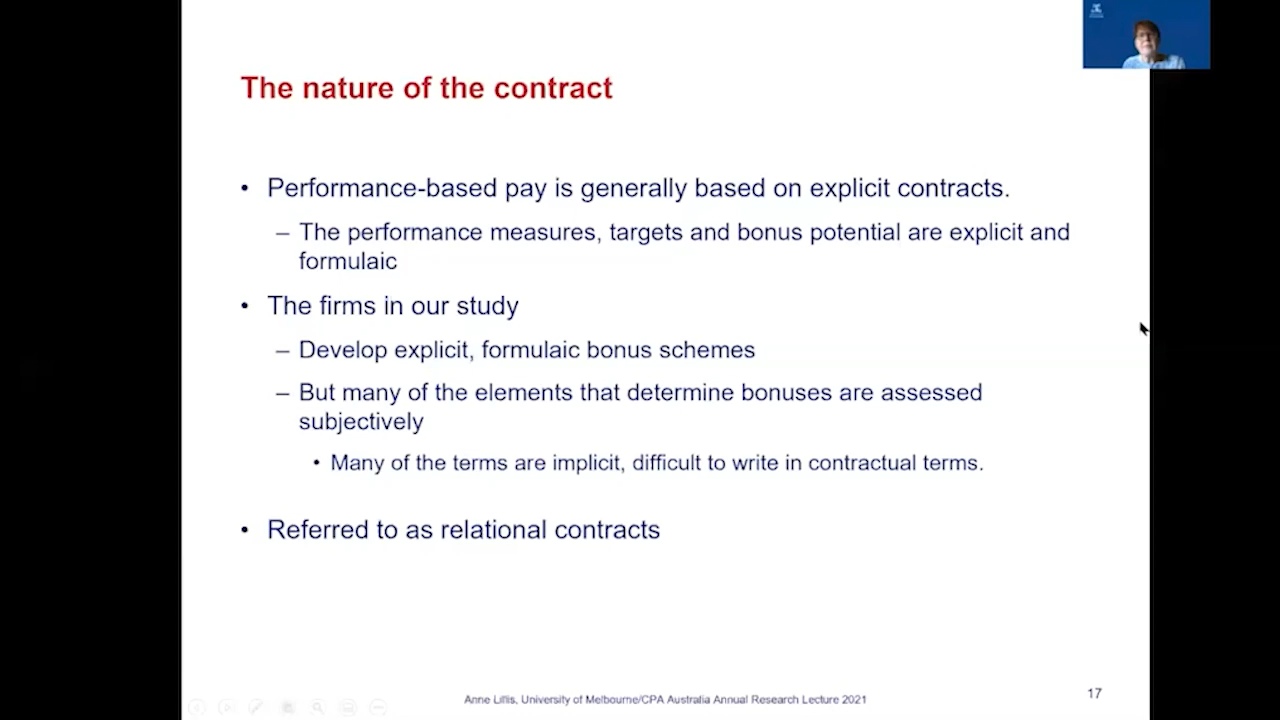 The nature of the contract
• Performance-based pay is generally based on explicit contracts.
– The performance measures, targets and bonus potential are explicit and
formulaic
• The firms in our study
– Develop explicit, formulaic bonus schemes
– But many of the elements that determine bonuses are assessed
subjectively
• Many of the terms are implicit, difficult to write in contractual terms.
• Referred to as relational contracts
Anne Lillis, University of Melbourne/CPA Australia Annual Research Lecture 2021
17